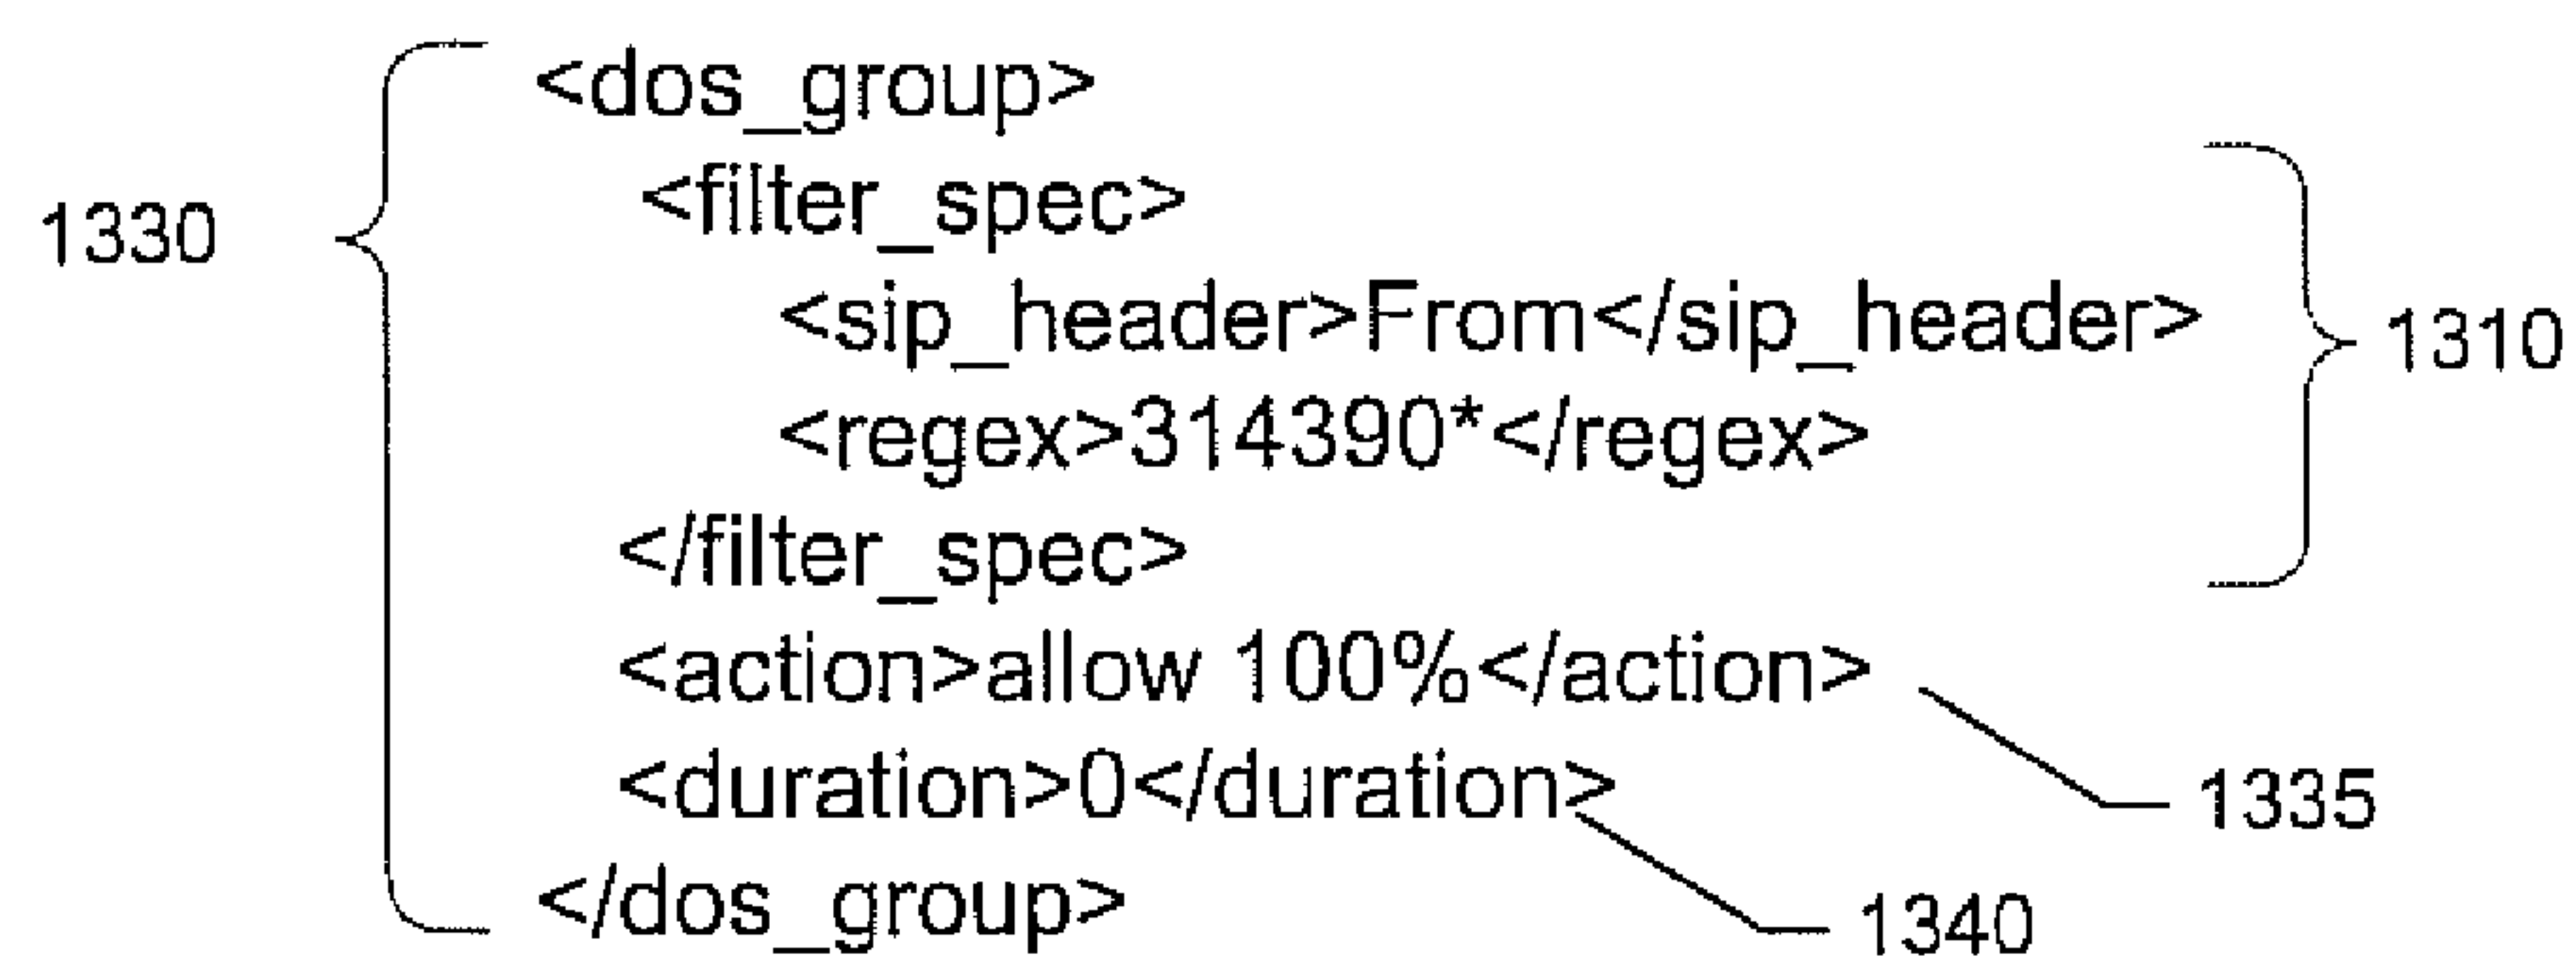 <dos_group>
<filter_spec>
1330
<sip_header>From</sip_header>
1310
<regex>314390*</regex>
</filter_spec>
<action>allow 100%</action>
<duration>0</duration>
1335
</dos_group>
1340